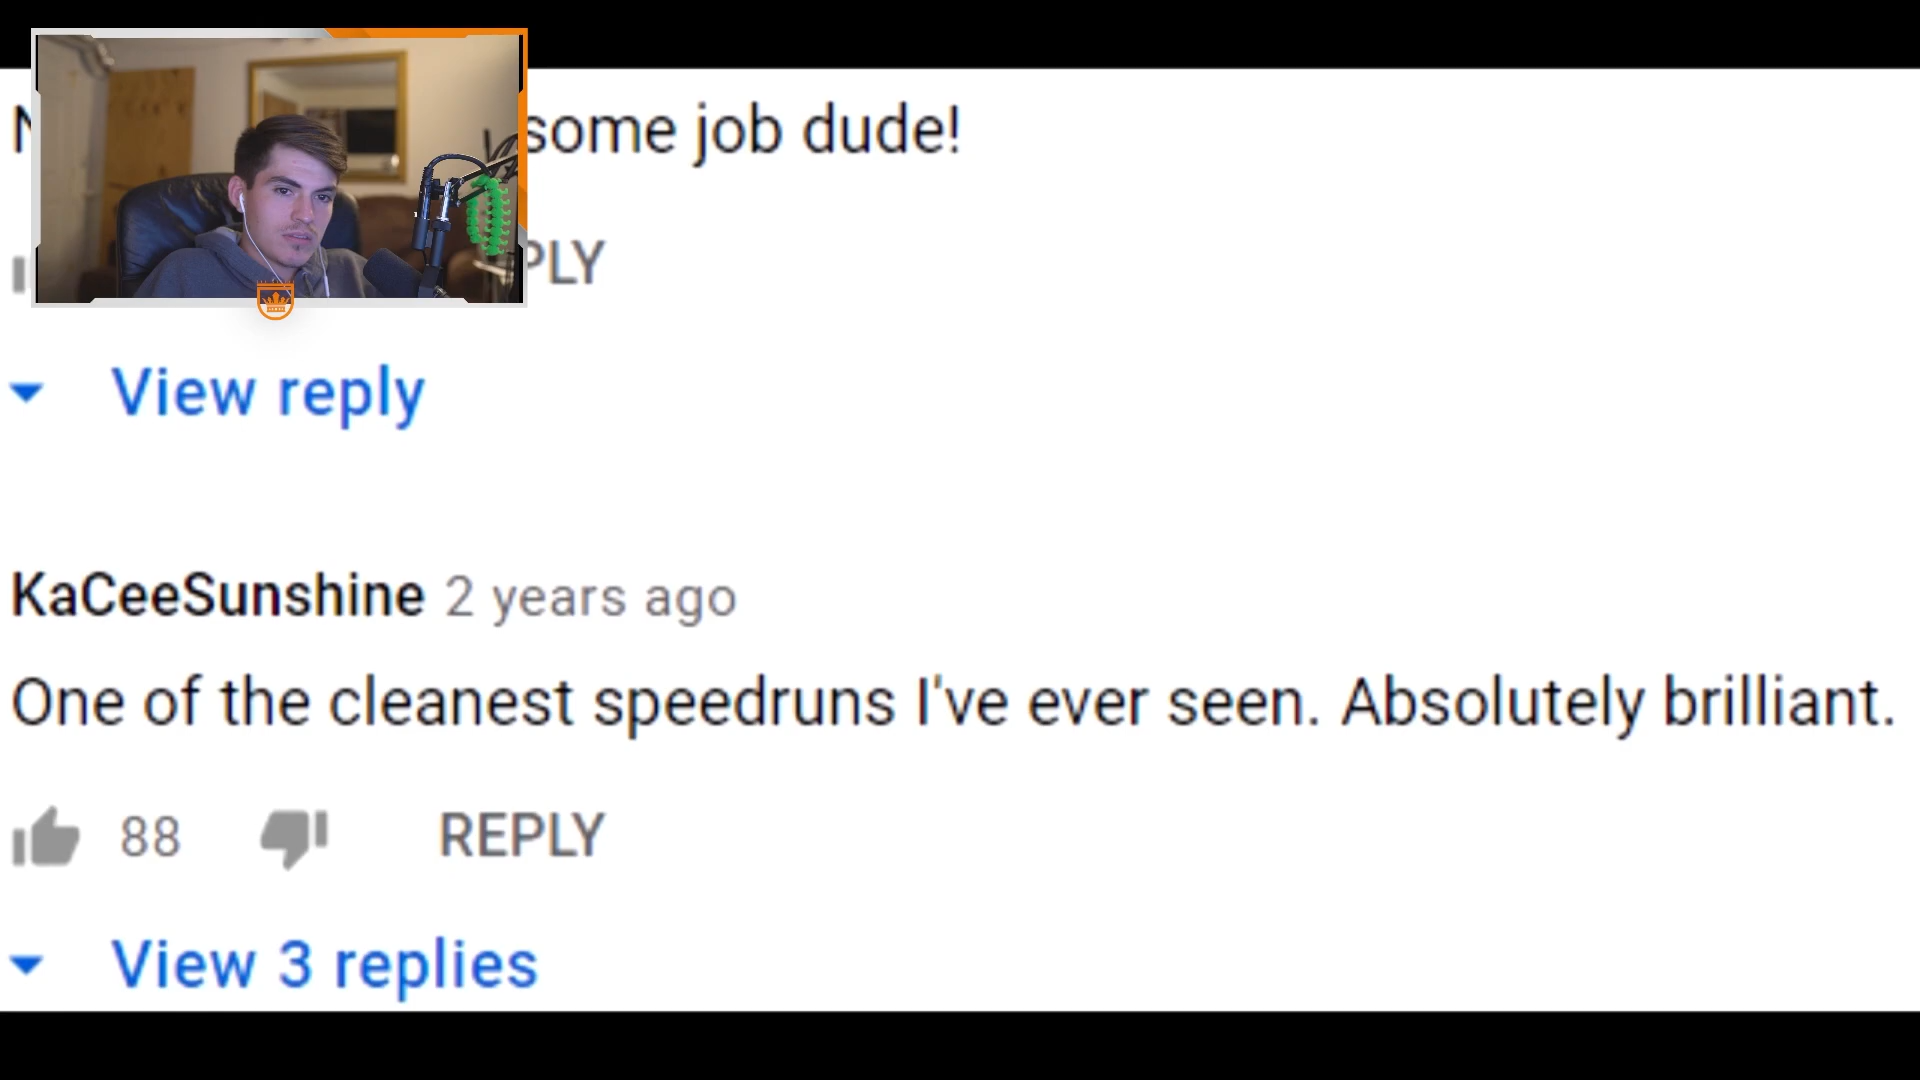 some job dude!
PLY
View reply
KaCeeSunshine 2 years ago
One of the cleanest speedruns I've ever seen. Absolutely brilliant.
88 REPLY
View 3 replies